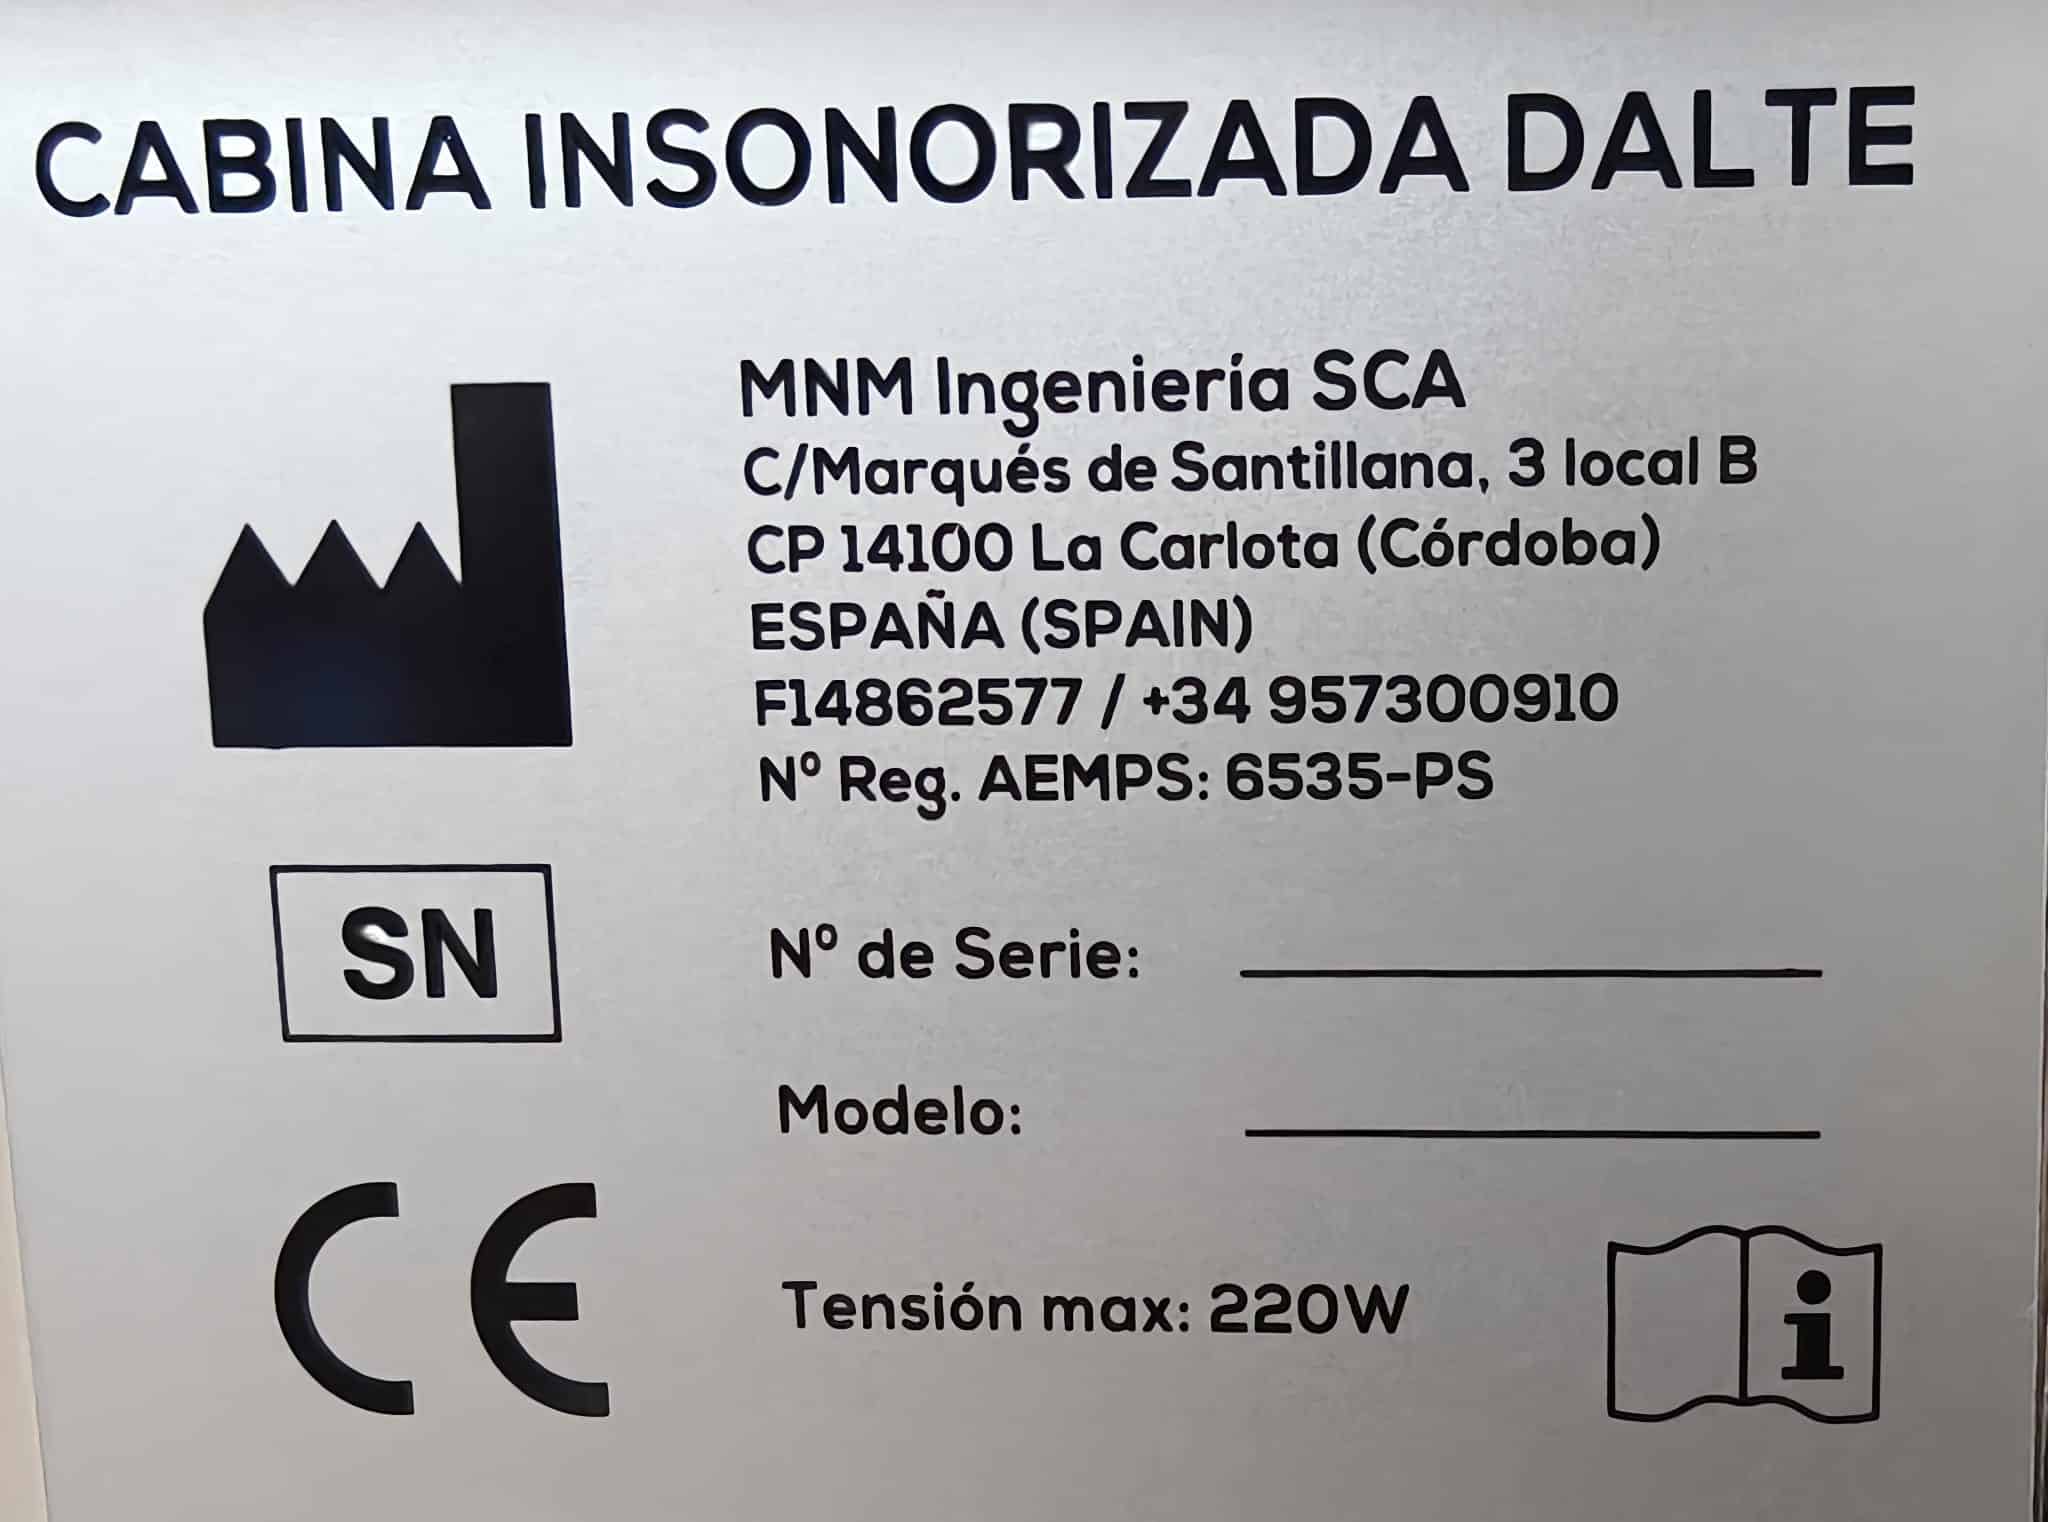 CABINA INSONORIZADA DALTE
MNM Ingeniería SCA
C/Marqués de Santillana, 3 local B
CP 14100 La Carlota (Córdoba)
ESPAÑA (SPAIN)
F14862577 / +34 957300910
Nº Reg. AEMPS: 6535-PS
SN
Nº de Serie:
Modelo:
CE
Tensión max: 220W
i